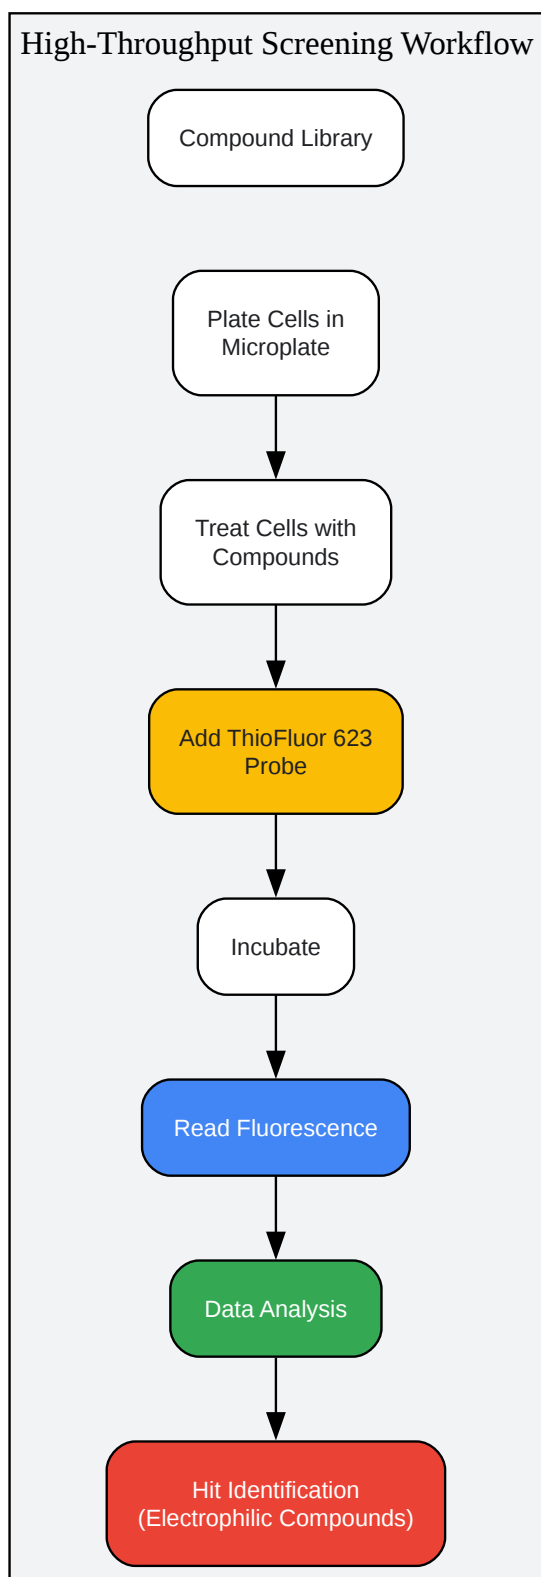 High-Throughput Screening Workflow
Compound Library
Plate Cells in
Microplate
Treat Cells with
Compounds
Add ThioFluor 623
Probe
Incubate
Read Fluorescence
Data Analysis
Hit Identification
(Electrophilic Compounds)